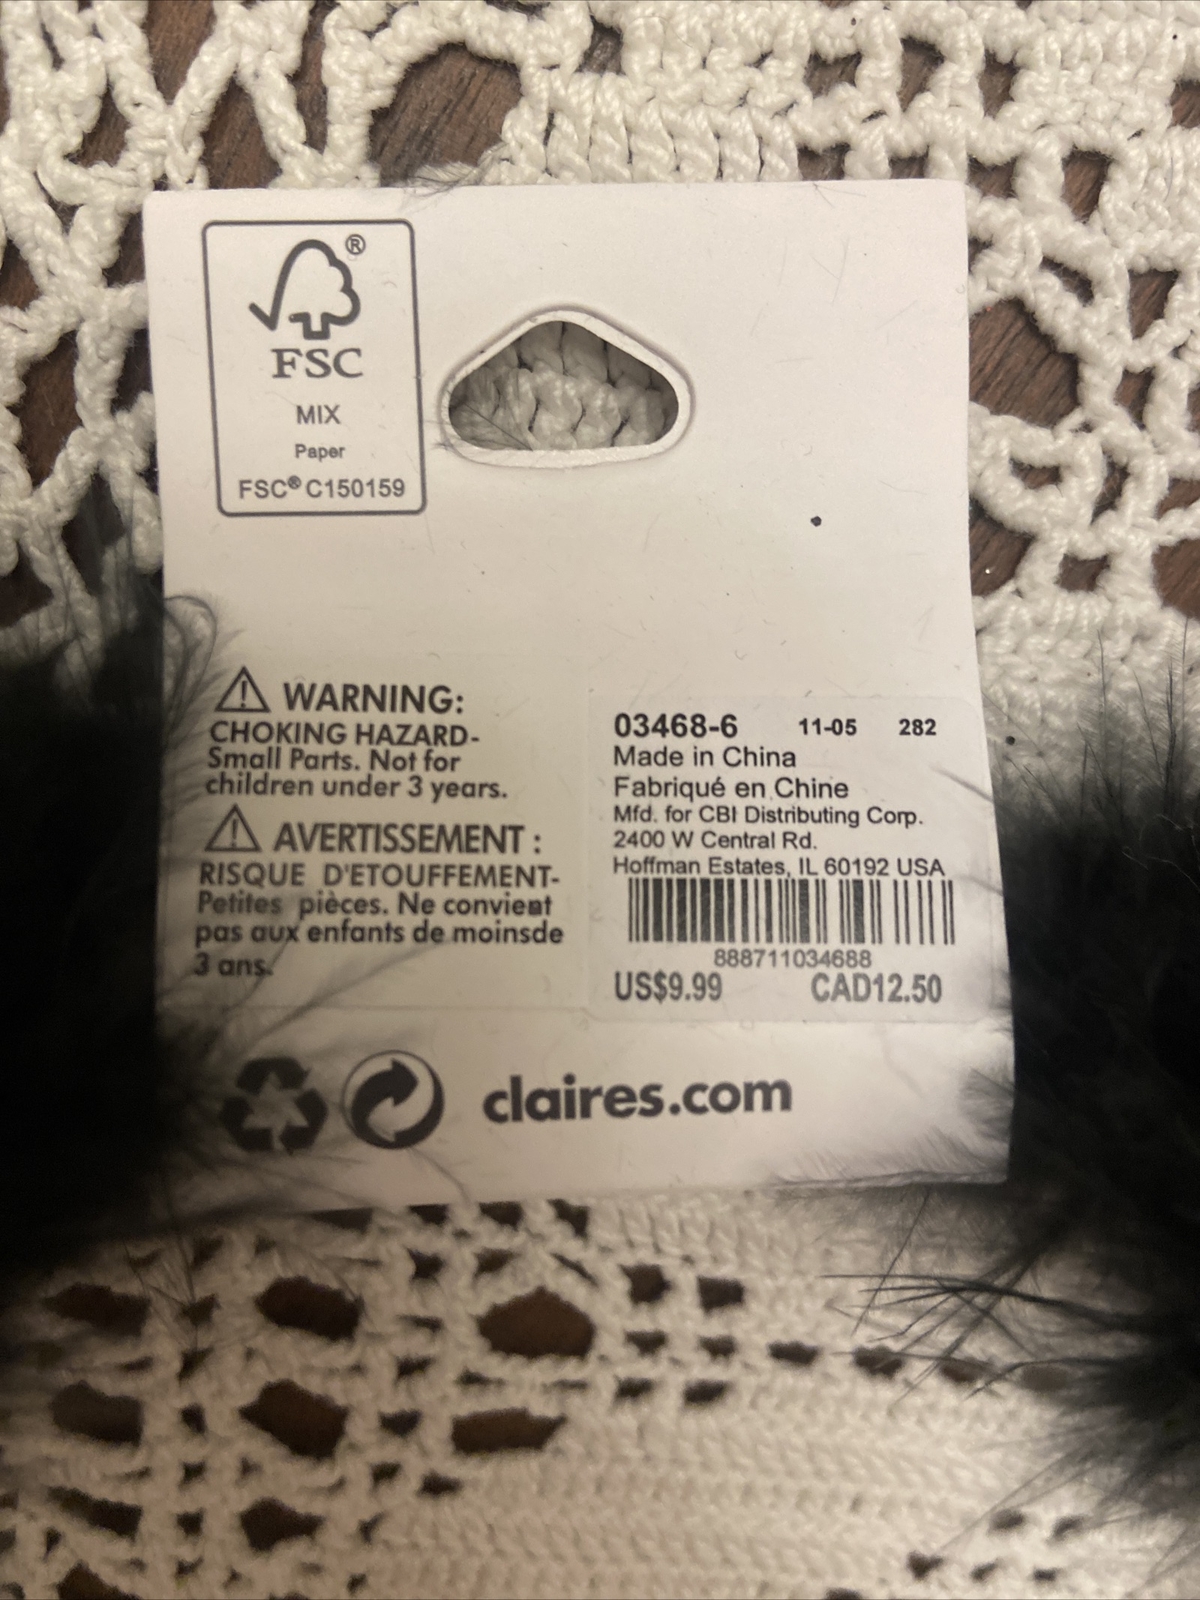 ®
FSC
MIX
Paper
FSC® C150159
WARNING:
CHOKING HAZARD-
Small Parts. Not for
children under 3 years.
AVERTISSEMENT :
RISQUE D'ETOUFFEMENT-
Petites pièces. Ne convient
pas aux enfants de moinsde
3 ans.
03468-6 11-05 282
Made in China
Fabriqué en Chine
Mfd. for CBI Distributing Corp.
2400 W Central Rd.
Hoffman Estates, IL 60192 USA
888711034688
US$9.99 CAD12.50
claires.com